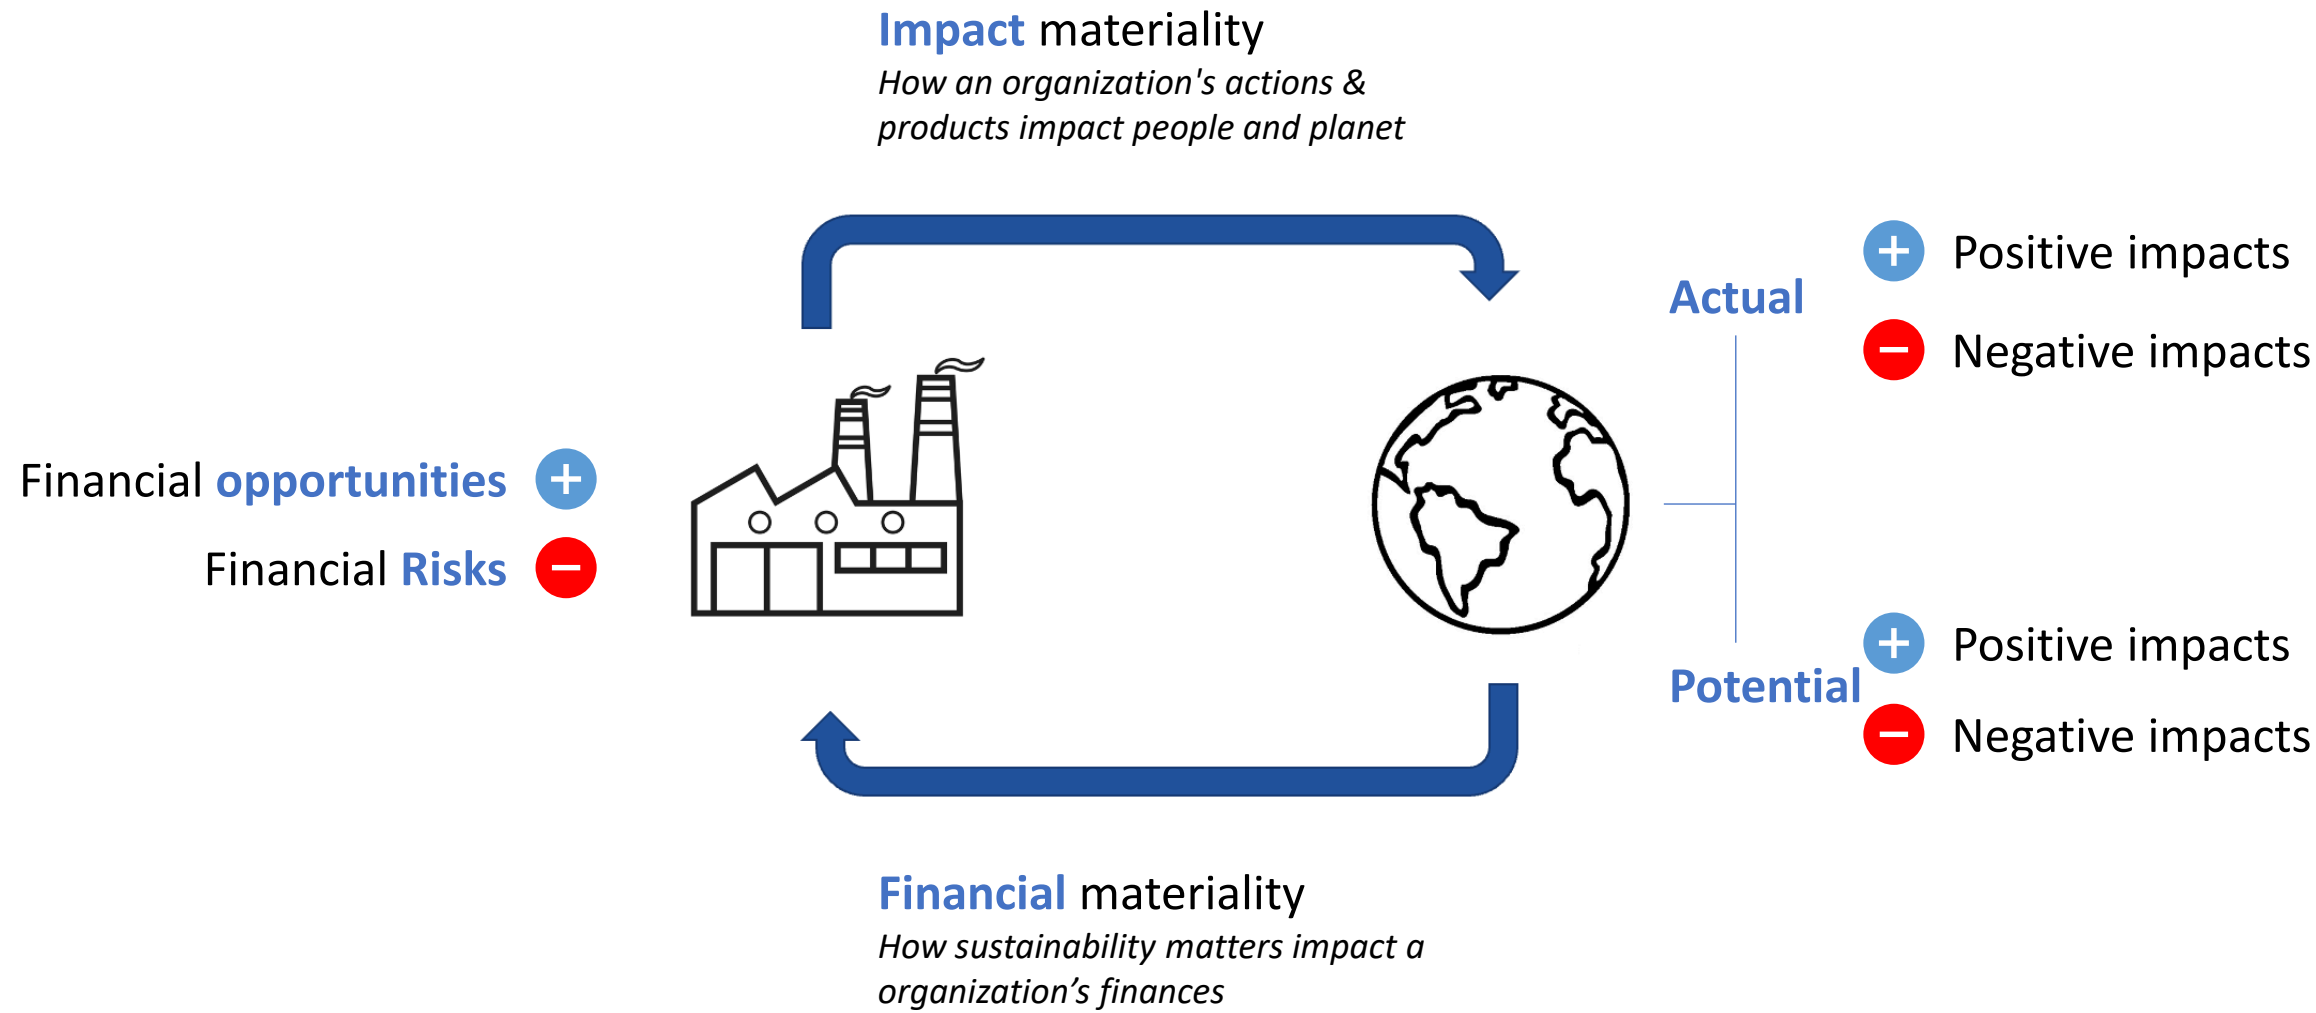 Impact materiality
How an organization's actions &
products impact people and planet
Actual
Positive impacts
Negative impacts
Financial opportunities
Financial Risks
Potential
Positive impacts
Negative impacts
Financial materiality
How sustainability matters impact a
organization’s finances